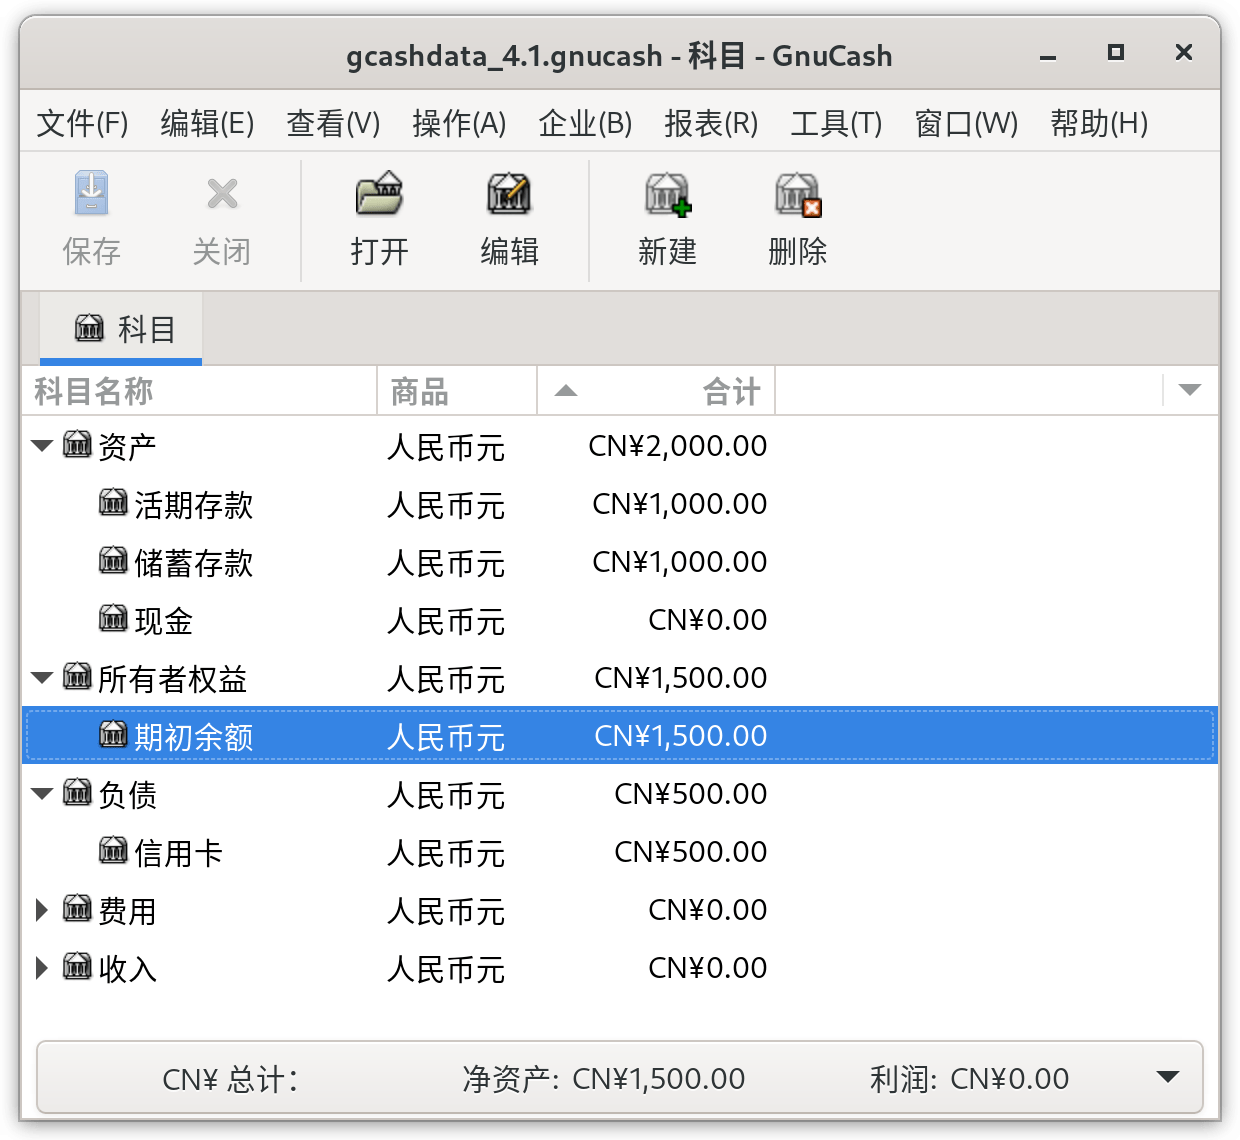 gcashdata_4.1.gnucash - 科目 - GnuCash
文件(F) 编辑(E) 查看(V) 操作(A) 企业(B) 报表(R) 工具(T) 窗口(W) 帮助(H)
保存 关闭 打开 编辑 新建 删除
科目
科目名称 商品 合计
资产 人民币元 CN¥2,000.00
活期存款 人民币元 CN¥1,000.00
储蓄存款 人民币元 CN¥1,000.00
现金 人民币元 CN¥0.00
所有者权益 人民币元 CN¥1,500.00
期初余额 人民币元 CN¥1,500.00
负债 人民币元 CN¥500.00
信用卡 人民币元 CN¥500.00
费用 人民币元 CN¥0.00
收入 人民币元 CN¥0.00
CN¥ 总计： 净资产: CN¥1,500.00 利润: CN¥0.00